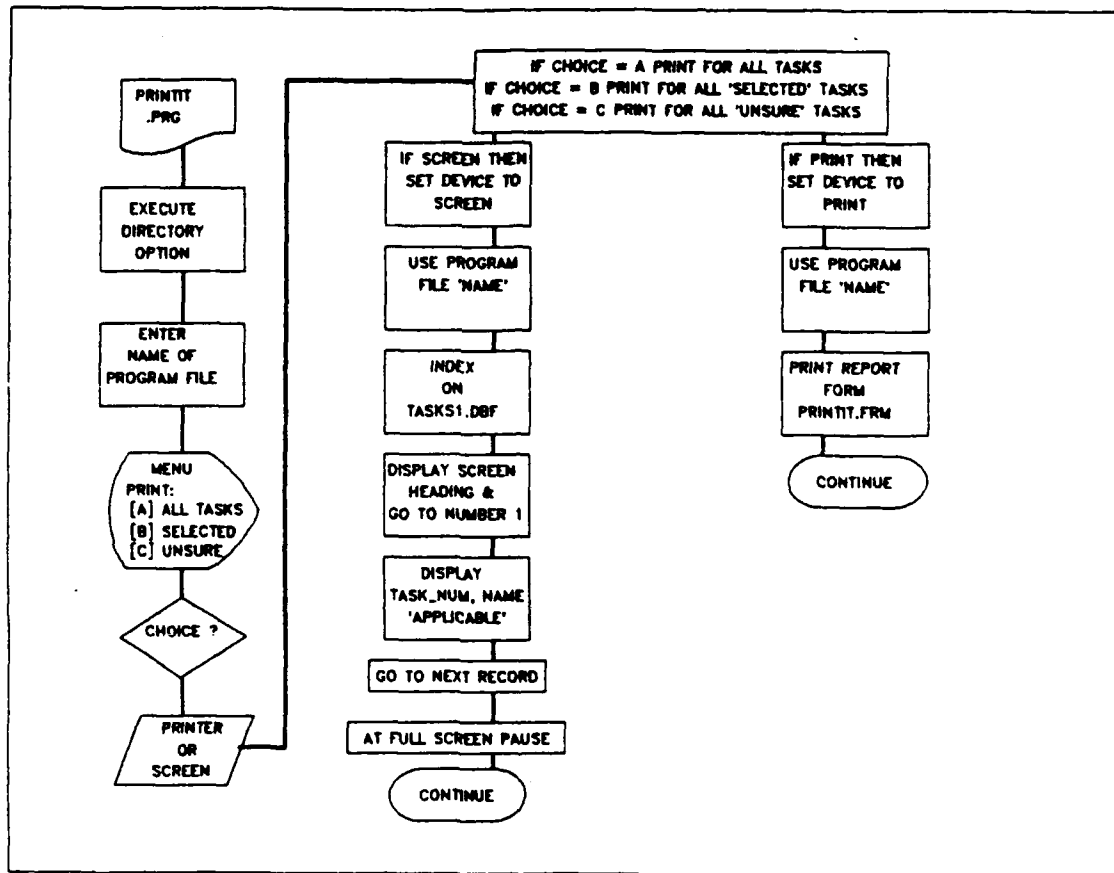 PRINTIT
.PRG
EXECUTE
DIRECTORY
OPTION
ENTER
NAME OF
PROGRAM FILE
MENU
PRINT:
[A] ALL TASKS
[B] SELECTED
[C] UNSURE
CHOICE ?
PRINTER
OR
SCREEN
IF CHOICE = A PRINT FOR ALL TASKS
IF CHOICE = B PRINT FOR ALL 'SELECTED' TASKS
IF CHOICE = C PRINT FOR ALL 'UNSURE' TASKS
IF SCREEN THEN
SET DEVICE TO
SCREEN
USE PROGRAM
FILE 'NAME'
INDEX
ON
TASKS1.DBF
DISPLAY SCREEN
HEADING &
GO TO NUMBER 1
DISPLAY
TASK_NUM, NAME
'APPLICABLE'
GO TO NEXT RECORD
AT FULL SCREEN PAUSE
CONTINUE
IF PRINT THEN
SET DEVICE TO
PRINT
USE PROGRAM
FILE 'NAME'
PRINT REPORT
FORM
PRINTIT.FRM
CONTINUE